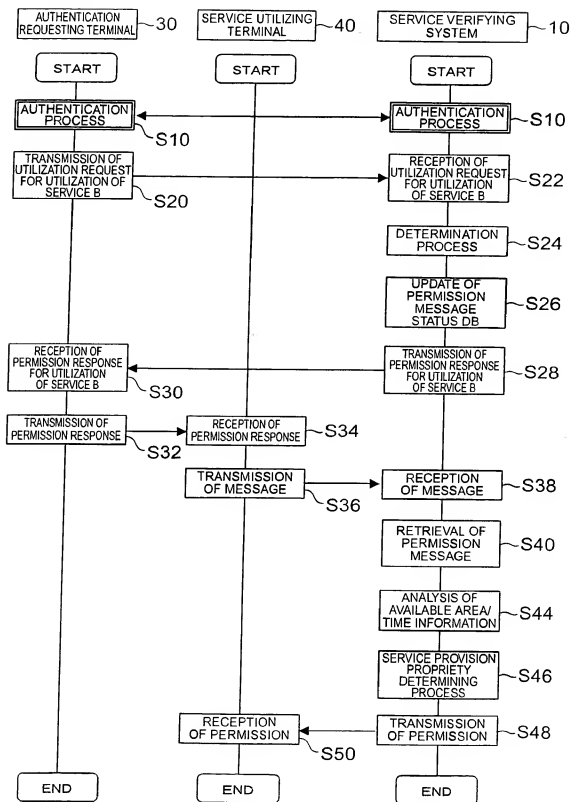 AUTHENTICATION
REQUESTING TERMINAL
30
SERVICE UTILIZING
TERMINAL
40
SERVICE VERIFYING
SYSTEM
10
START
START
START
AUTHENTICATION
PROCESS
S10
AUTHENTICATION
PROCESS
S10
TRANSMISSION OF
UTILIZATION REQUEST
FOR UTILIZATION OF
SERVICE B
S20
RECEPTION OF
UTILIZATION REQUEST
FOR UTILIZATION OF
SERVICE B
S22
DETERMINATION
PROCESS
S24
UPDATE OF
PERMISSION
MESSAGE
STATUS DB
S26
RECEPTION OF
PERMISSION RESPONSE
FOR UTILIZATION
OF SERVICE B
S30
TRANSMISSION OF
PERMISSION RESPONSE
FOR UTILIZATION
OF SERVICE B
S28
TRANSMISSION OF
PERMISSION RESPONSE
S32
RECEPTION OF
PERMISSION RESPONSE
S34
TRANSMISSION
OF MESSAGE
S36
RECEPTION
OF MESSAGE
S38
RETRIEVAL OF
PERMISSION
MESSAGE
S40
ANALYSIS OF
AVAILABLE AREA/
TIME INFORMATION
S44
SERVICE PROVISION
PROPRIETY
DETERMINING
PROCESS
S46
RECEPTION
OF PERMISSION
S50
TRANSMISSION
OF PERMISSION
S48
END
END
END